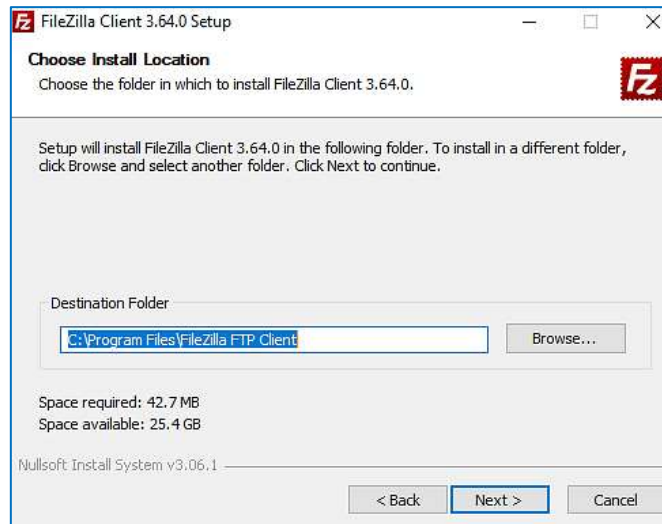 FileZilla Client 3.64.0 Setup
Choose Install Location
Choose the folder in which to install FileZilla Client 3.64.0.
Fz
Setup will install FileZilla Client 3.64.0 in the following folder. To install in a different folder,
click Browse and select another folder. Click Next to continue.
Destination Folder
C:\Program Files\FileZilla FTP Client
Browse...
Space required: 42.7 MB
Space available: 25.4 GB
Nullsoft Install System v3.06.1
< Back
Next >
Cancel